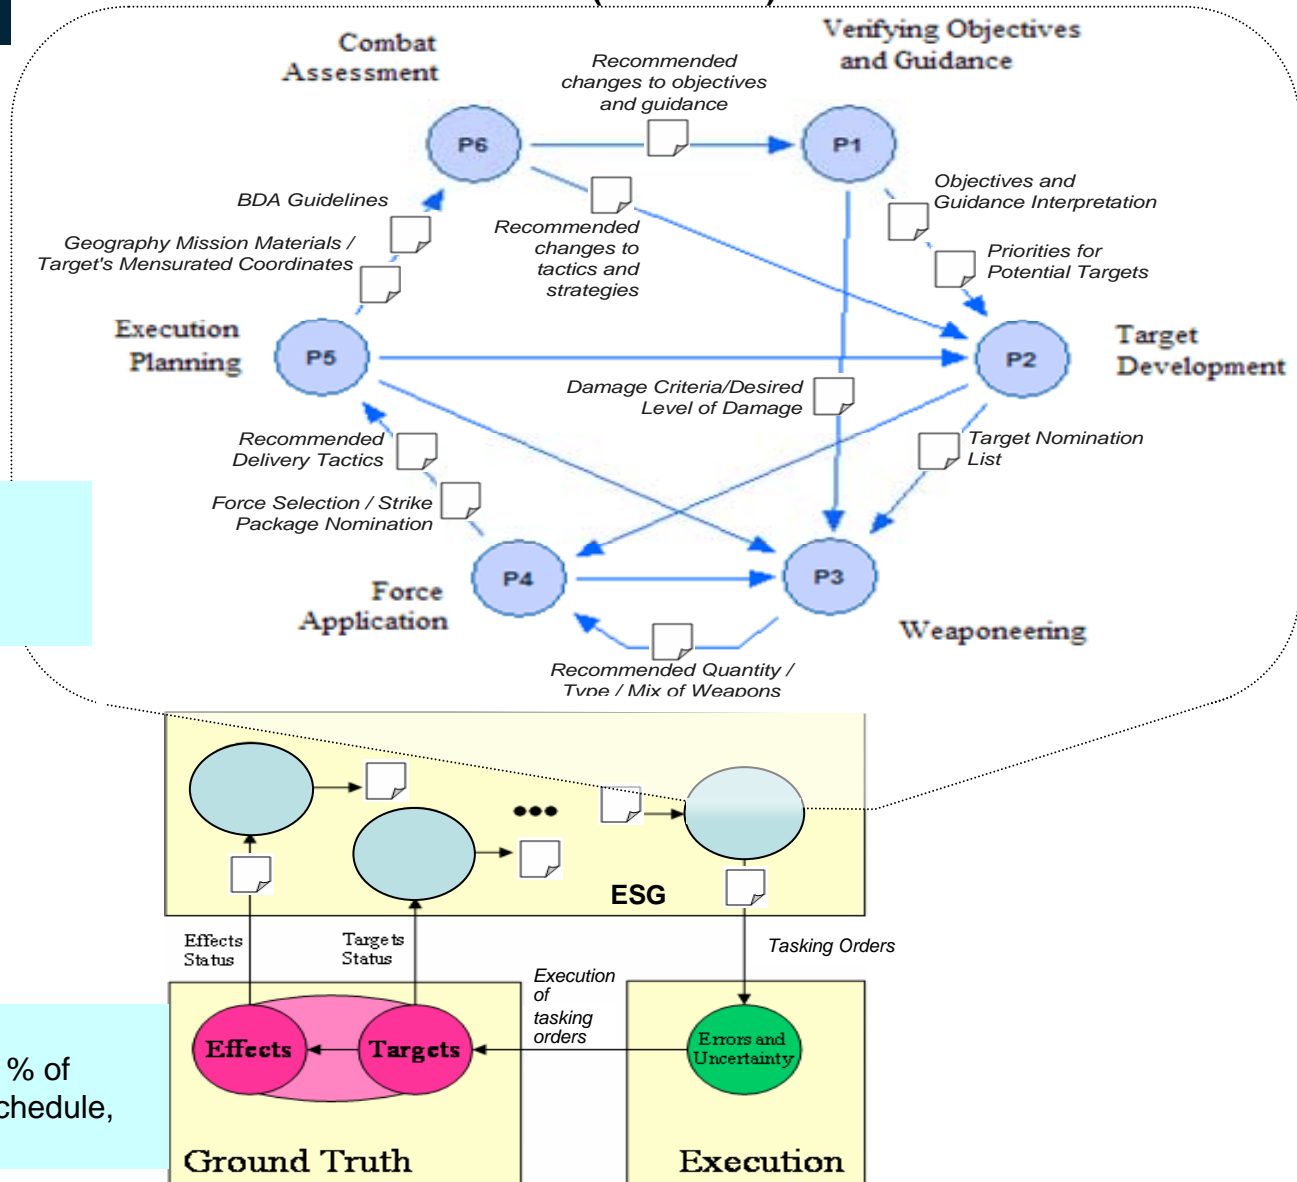 Combat
Assessment
Verifying Objectives
and Guidance
Recommended
changes to objectives
and guidance
P6
P1
BDA Guidelines
Objectives and
Guidance Interpretation
Geography Mission Materials /
Target's Mensurated Coordinates
Recommended
changes to
tactics and
strategies
Priorities for
Potential Targets
Execution
Planning
P5
P2
Target
Development
Damage Criteria/Desired
Level of Damage
Recommended
Delivery Tactics
Target Nomination
List
Force Selection / Strike
Package Nomination
P4
P3
Force
Application
Weaponeering
Recommended Quantity /
Type / Mix of Weapons
ESG
Effects
Status
Targets
Status
Tasking Orders
Execution
of
tasking
orders
Effects
Targets
Errors and
Uncertainty
% of
chedule,
Ground Truth
Execution